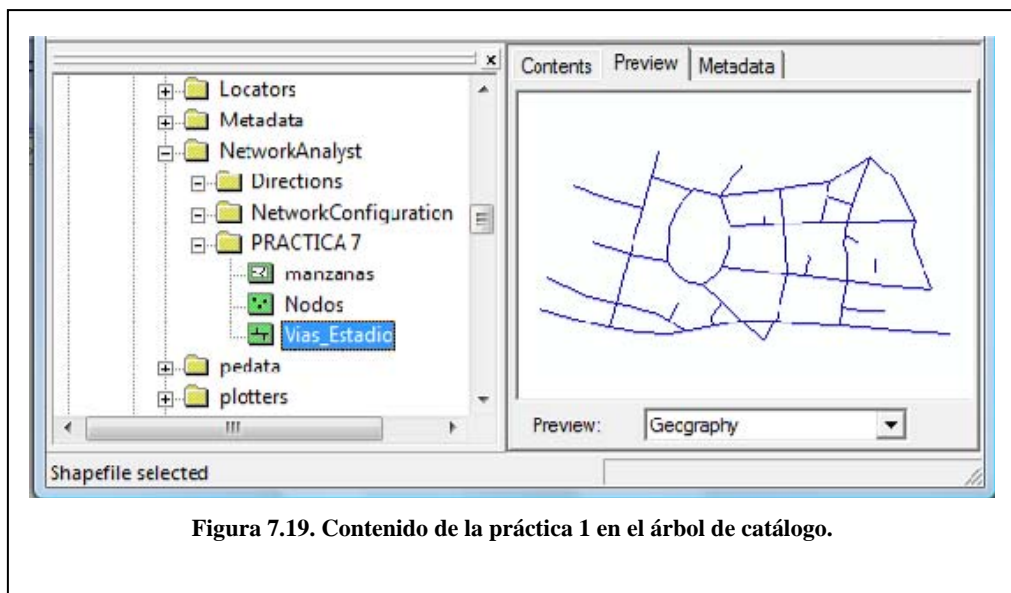 Locators
Metadata
NetworkAnalyst
Directions
NetworkConfiguration
PRACTICA 7
manzanas
Nodos
Vias_Estadio
pedata
plotters
Contents Preview Metadata
Preview: Geography
Shapefile selected
Figura 7.19. Contenido de la práctica 1 en el árbol de catálogo.